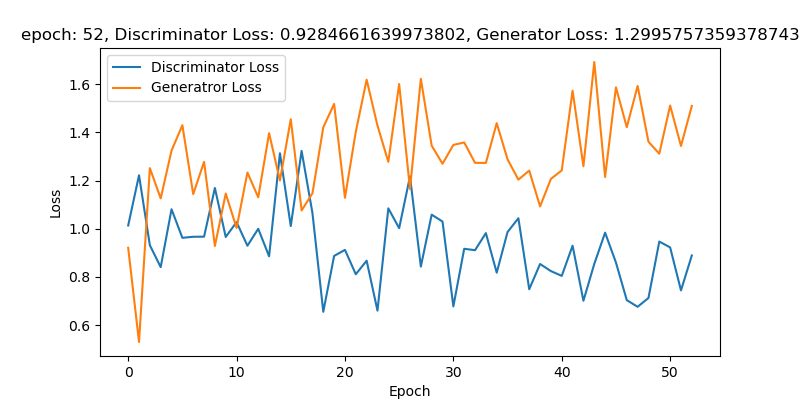 epoch: 52, Discriminator Loss: 0.9284661639973802, Generator Loss: 1.2995757359378743
Discriminator Loss
Generatror Loss
1.6
1.4
1.2
1.0
0.8
0.6
Loss
0 10 20 30 40 50
Epoch